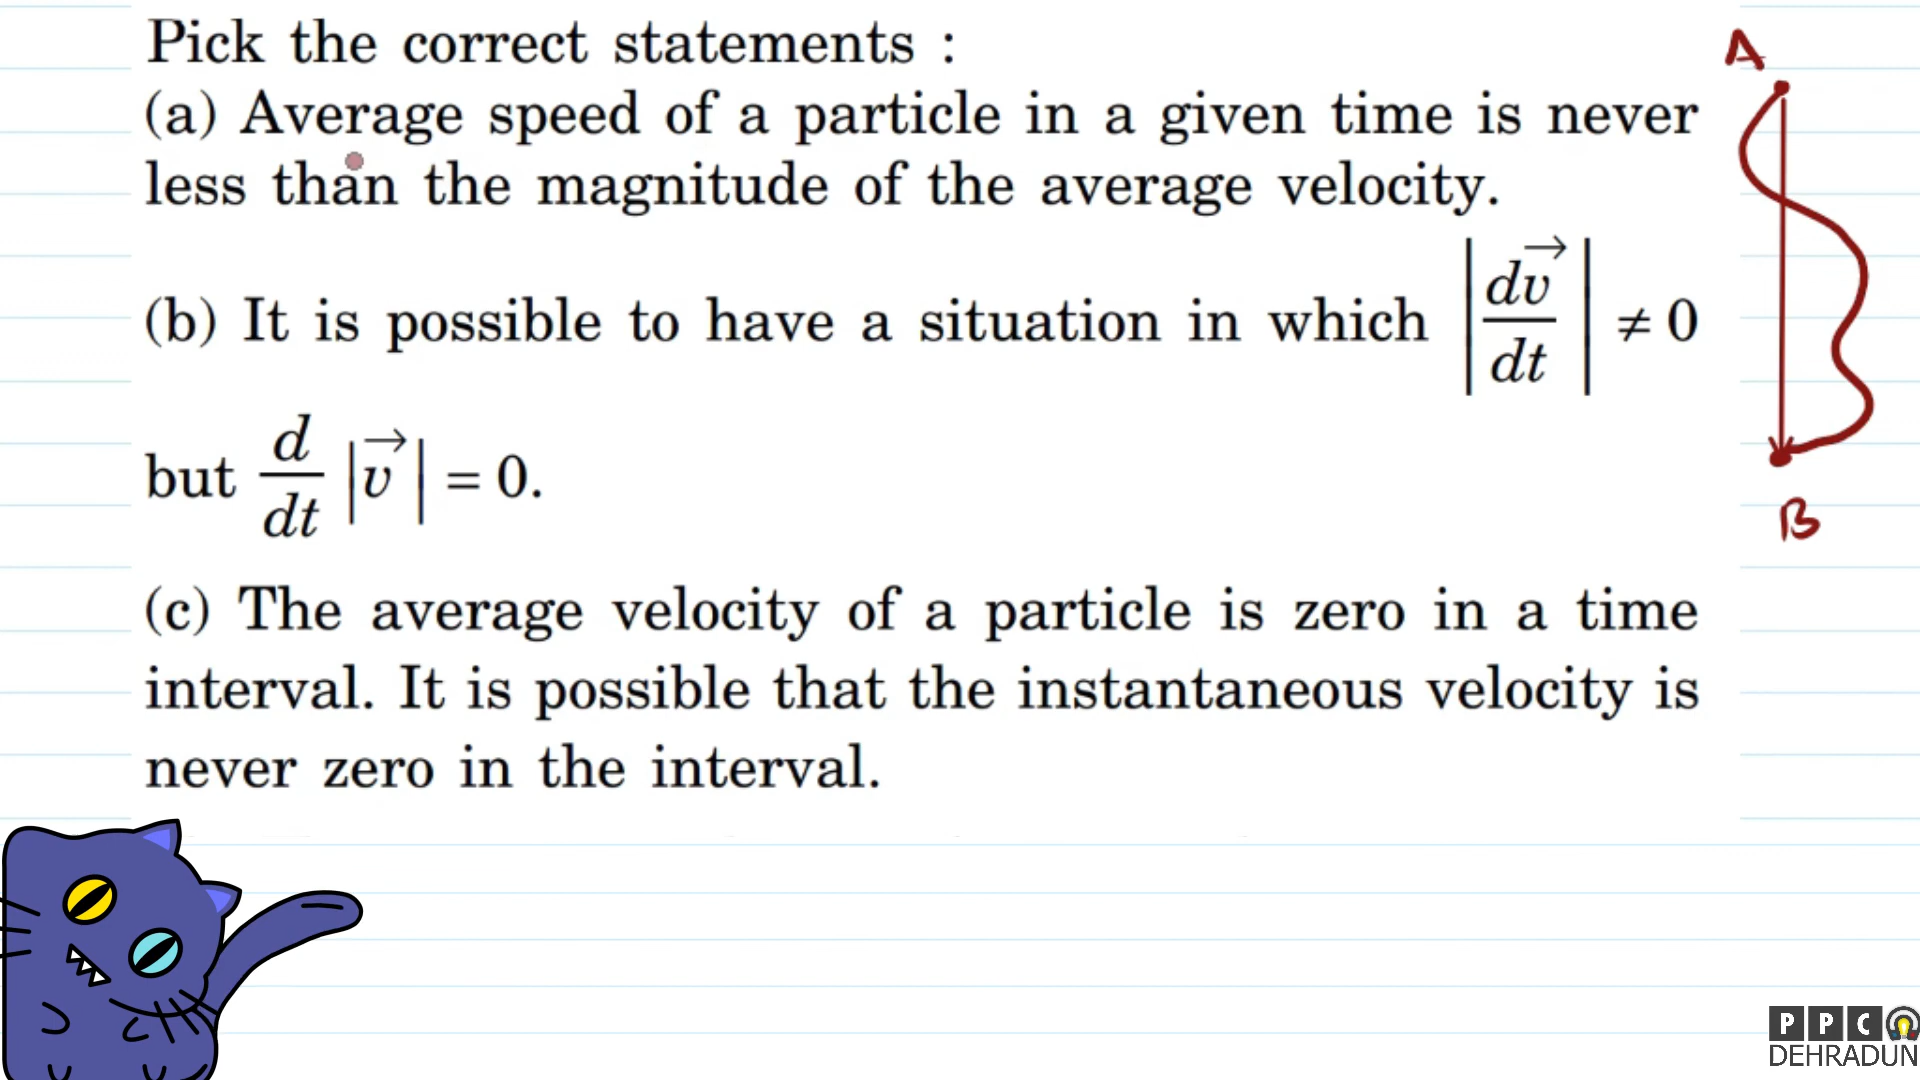 Pick the correct statements :
(a) Average speed of a particle in a given time is never
less than the magnitude of the average velocity.
(b) It is possible to have a situation in which |dv⃗/dt| ≠ 0
but d/dt |v⃗| = 0.
(c) The average velocity of a particle is zero in a time
interval. It is possible that the instantaneous velocity is
never zero in the interval.
A
B
PPC
DEHRADUN